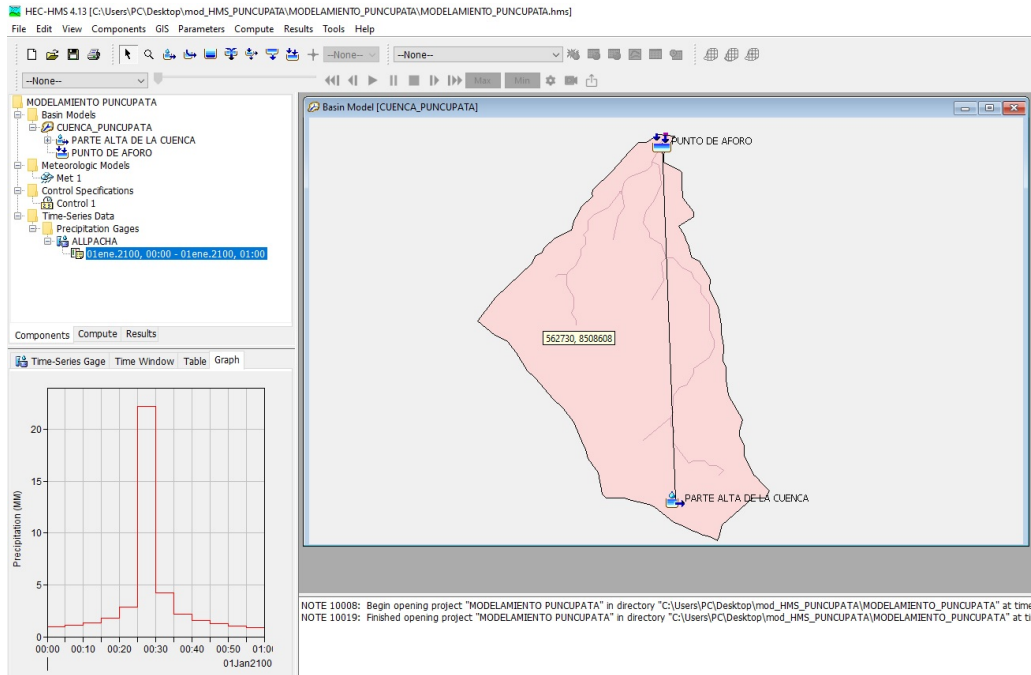 HEC-HMS 4.13 [C:\Users\PC\Desktop\mod_HMS_PUNCUPATA\MODELAMIENTO_PUNCUPATA\MODELAMIENTO_PUNCUPATA.hms]
File Edit View Components GIS Parameters Compute Results Tools Help
--None-- --None--
--None-- Max Min
MODELAMIENTO PUNCUPATA
Basin Models
CUENCA_PUNCUPATA
PARTE ALTA DE LA CUENCA
PUNTO DE AFORO
Meteorologic Models
Met 1
Control Specifications
Control 1
Time-Series Data
Precipitation Gages
ALLPACHA
01ene.2100, 00:00 - 01ene.2100, 01:00
Components Compute Results
Time-Series Gage Time Window Table Graph
20
15
10
5
0
Precipitation (MM)
00:00 00:10 00:20 00:30 00:40 00:50 01:0
01Jan2100
Basin Model [CUENCA_PUNCUPATA]
PUNTO DE AFORO
562730, 8508608
PARTE ALTA DE LA CUENCA
NOTE 10008: Begin opening project "MODELAMIENTO PUNCUPATA" in directory "C:\Users\PC\Desktop\mod_HMS_PUNCUPATA\MODELAMIENTO_PUNCUPATA" at time
NOTE 10019: Finished opening project "MODELAMIENTO PUNCUPATA" in directory "C:\Users\PC\Desktop\mod_HMS_PUNCUPATA\MODELAMIENTO_PUNCUPATA" at ti